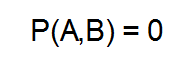 P(A,B) = 0